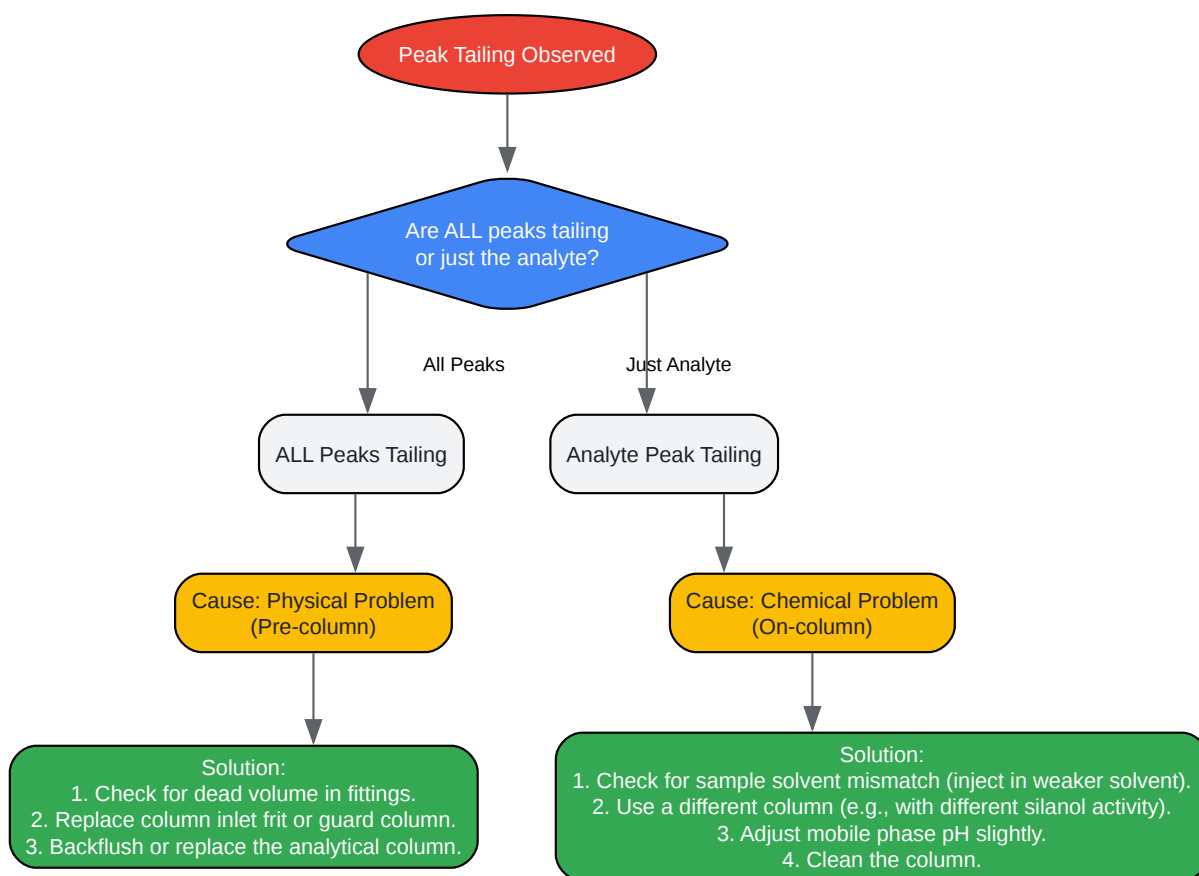 Peak Tailing Observed
Are ALL peaks tailing
or just the analyte?
All Peaks
Just Analyte
ALL Peaks Tailing
Analyte Peak Tailing
Cause: Physical Problem
(Pre-column)
Cause: Chemical Problem
(On-column)
Solution:
1. Check for dead volume in fittings.
2. Replace column inlet frit or guard column.
3. Backflush or replace the analytical column.
Solution:
1. Check for sample solvent mismatch (inject in weaker solvent).
2. Use a different column (e.g., with different silanol activity).
3. Adjust mobile phase pH slightly.
4. Clean the column.